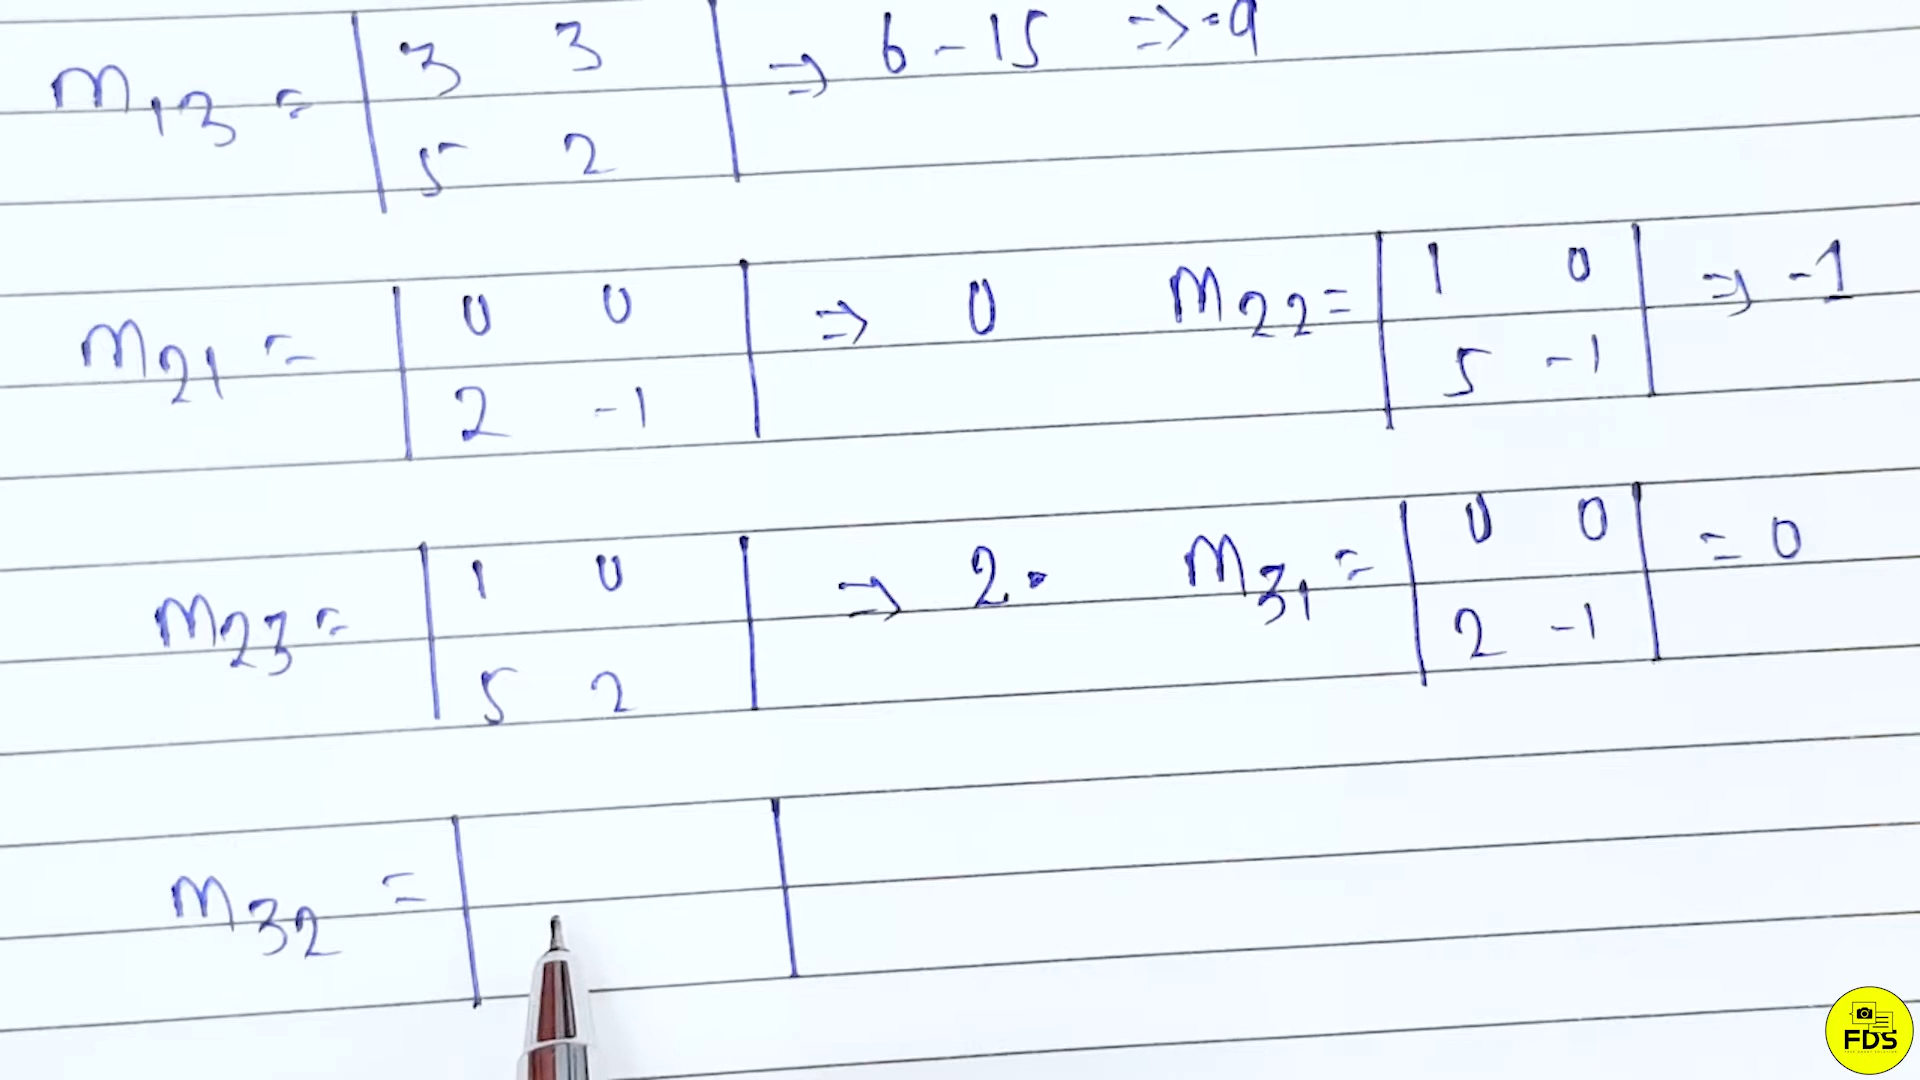 m13 = | 3 3 | => 6 - 15 => -9
| 5 2 |
m21 = | 0 0 | => 0 m22 = | 1 0 | => -1
| 2 -1 | | 5 -1 |
m23 = | 1 0 | => 2. m31 = | 0 0 | = 0
| 5 2 | | 2 -1 |
m32 = | |
FDS